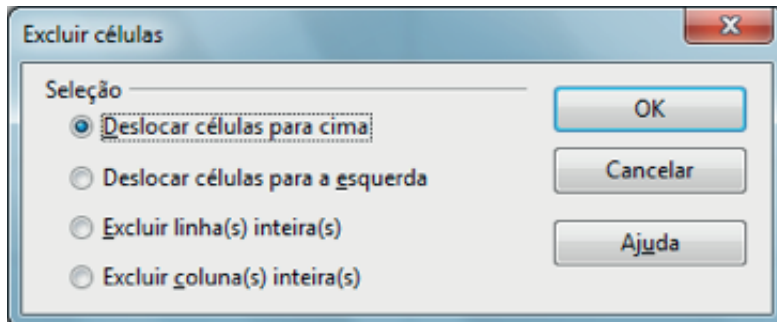 Excluir células
Seleção
Deslocar células para cima
Deslocar células para a esquerda
Excluir linha(s) inteira(s)
Excluir coluna(s) inteira(s)
OK
Cancelar
Ajuda